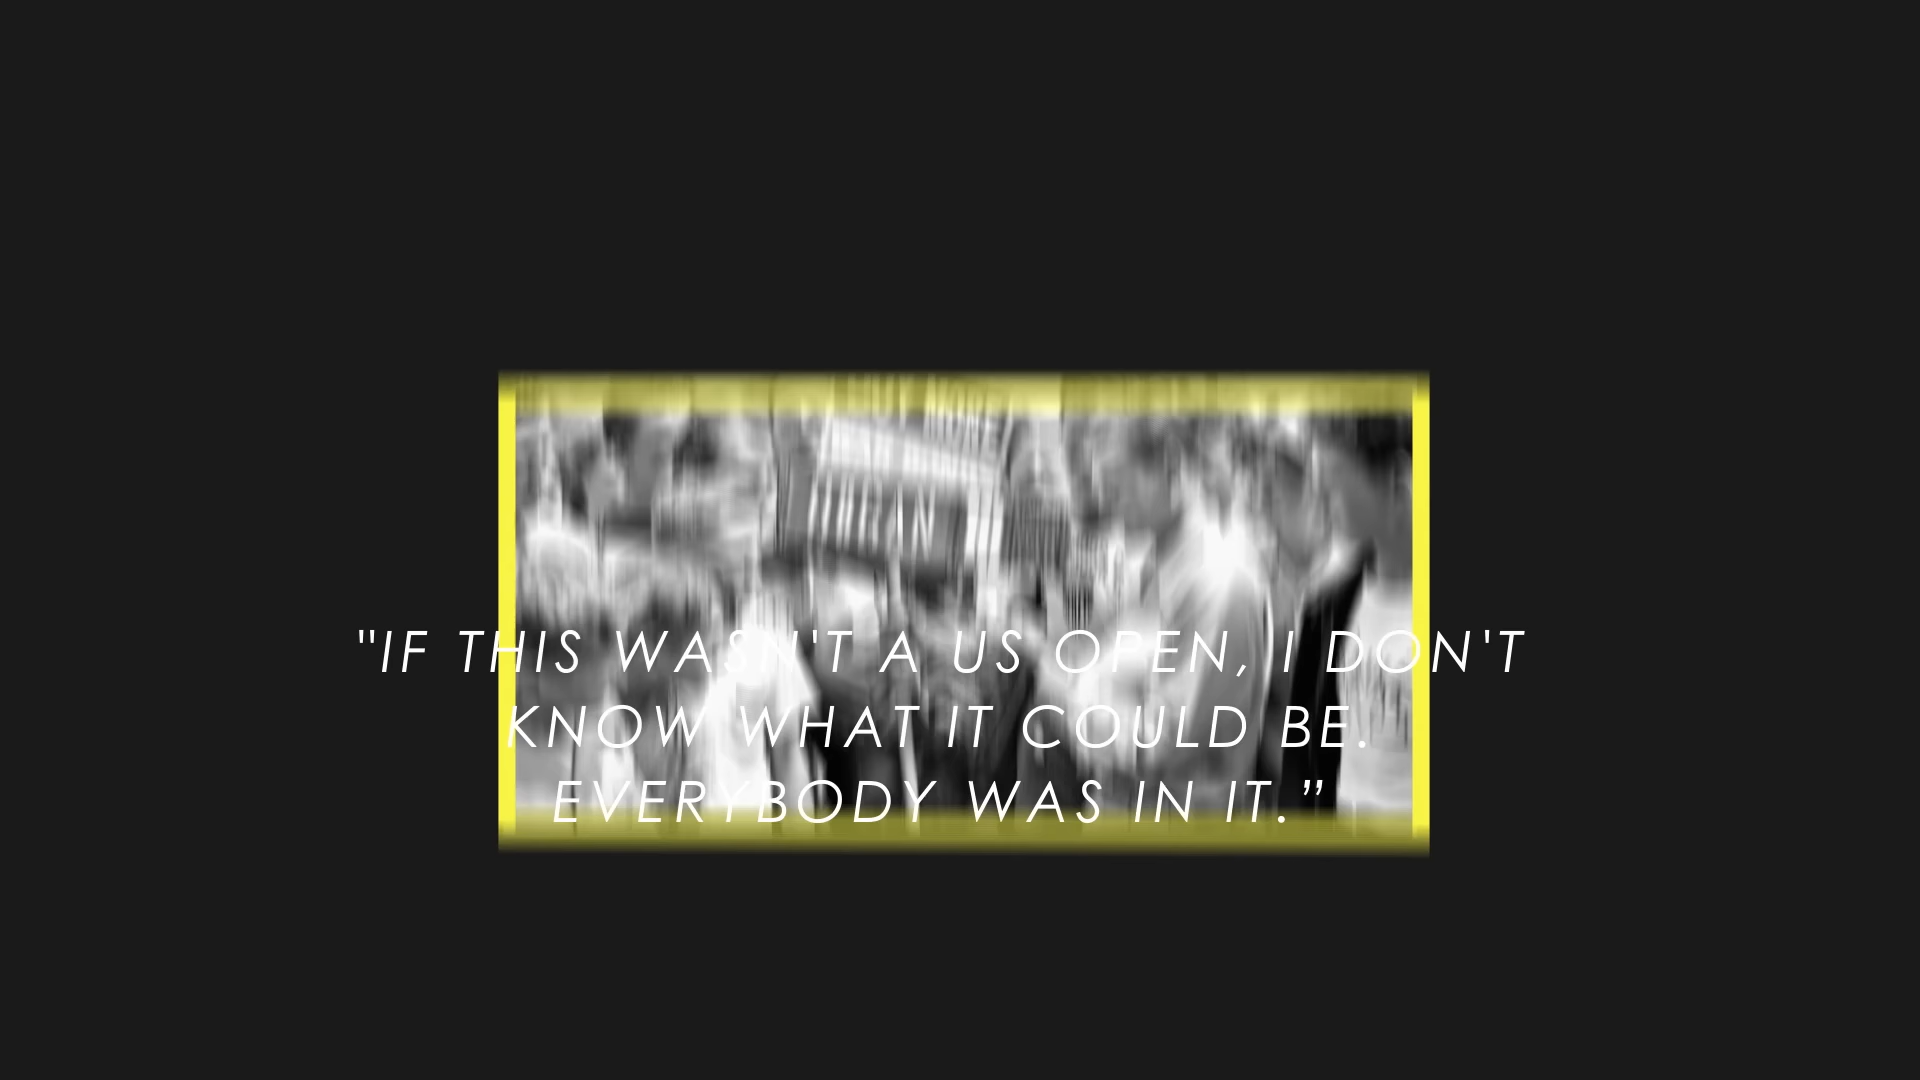 "IF THIS WASN'T A US OPEN, I DON'T
KNOW WHAT IT COULD BE.
EVERYBODY WAS IN IT.”